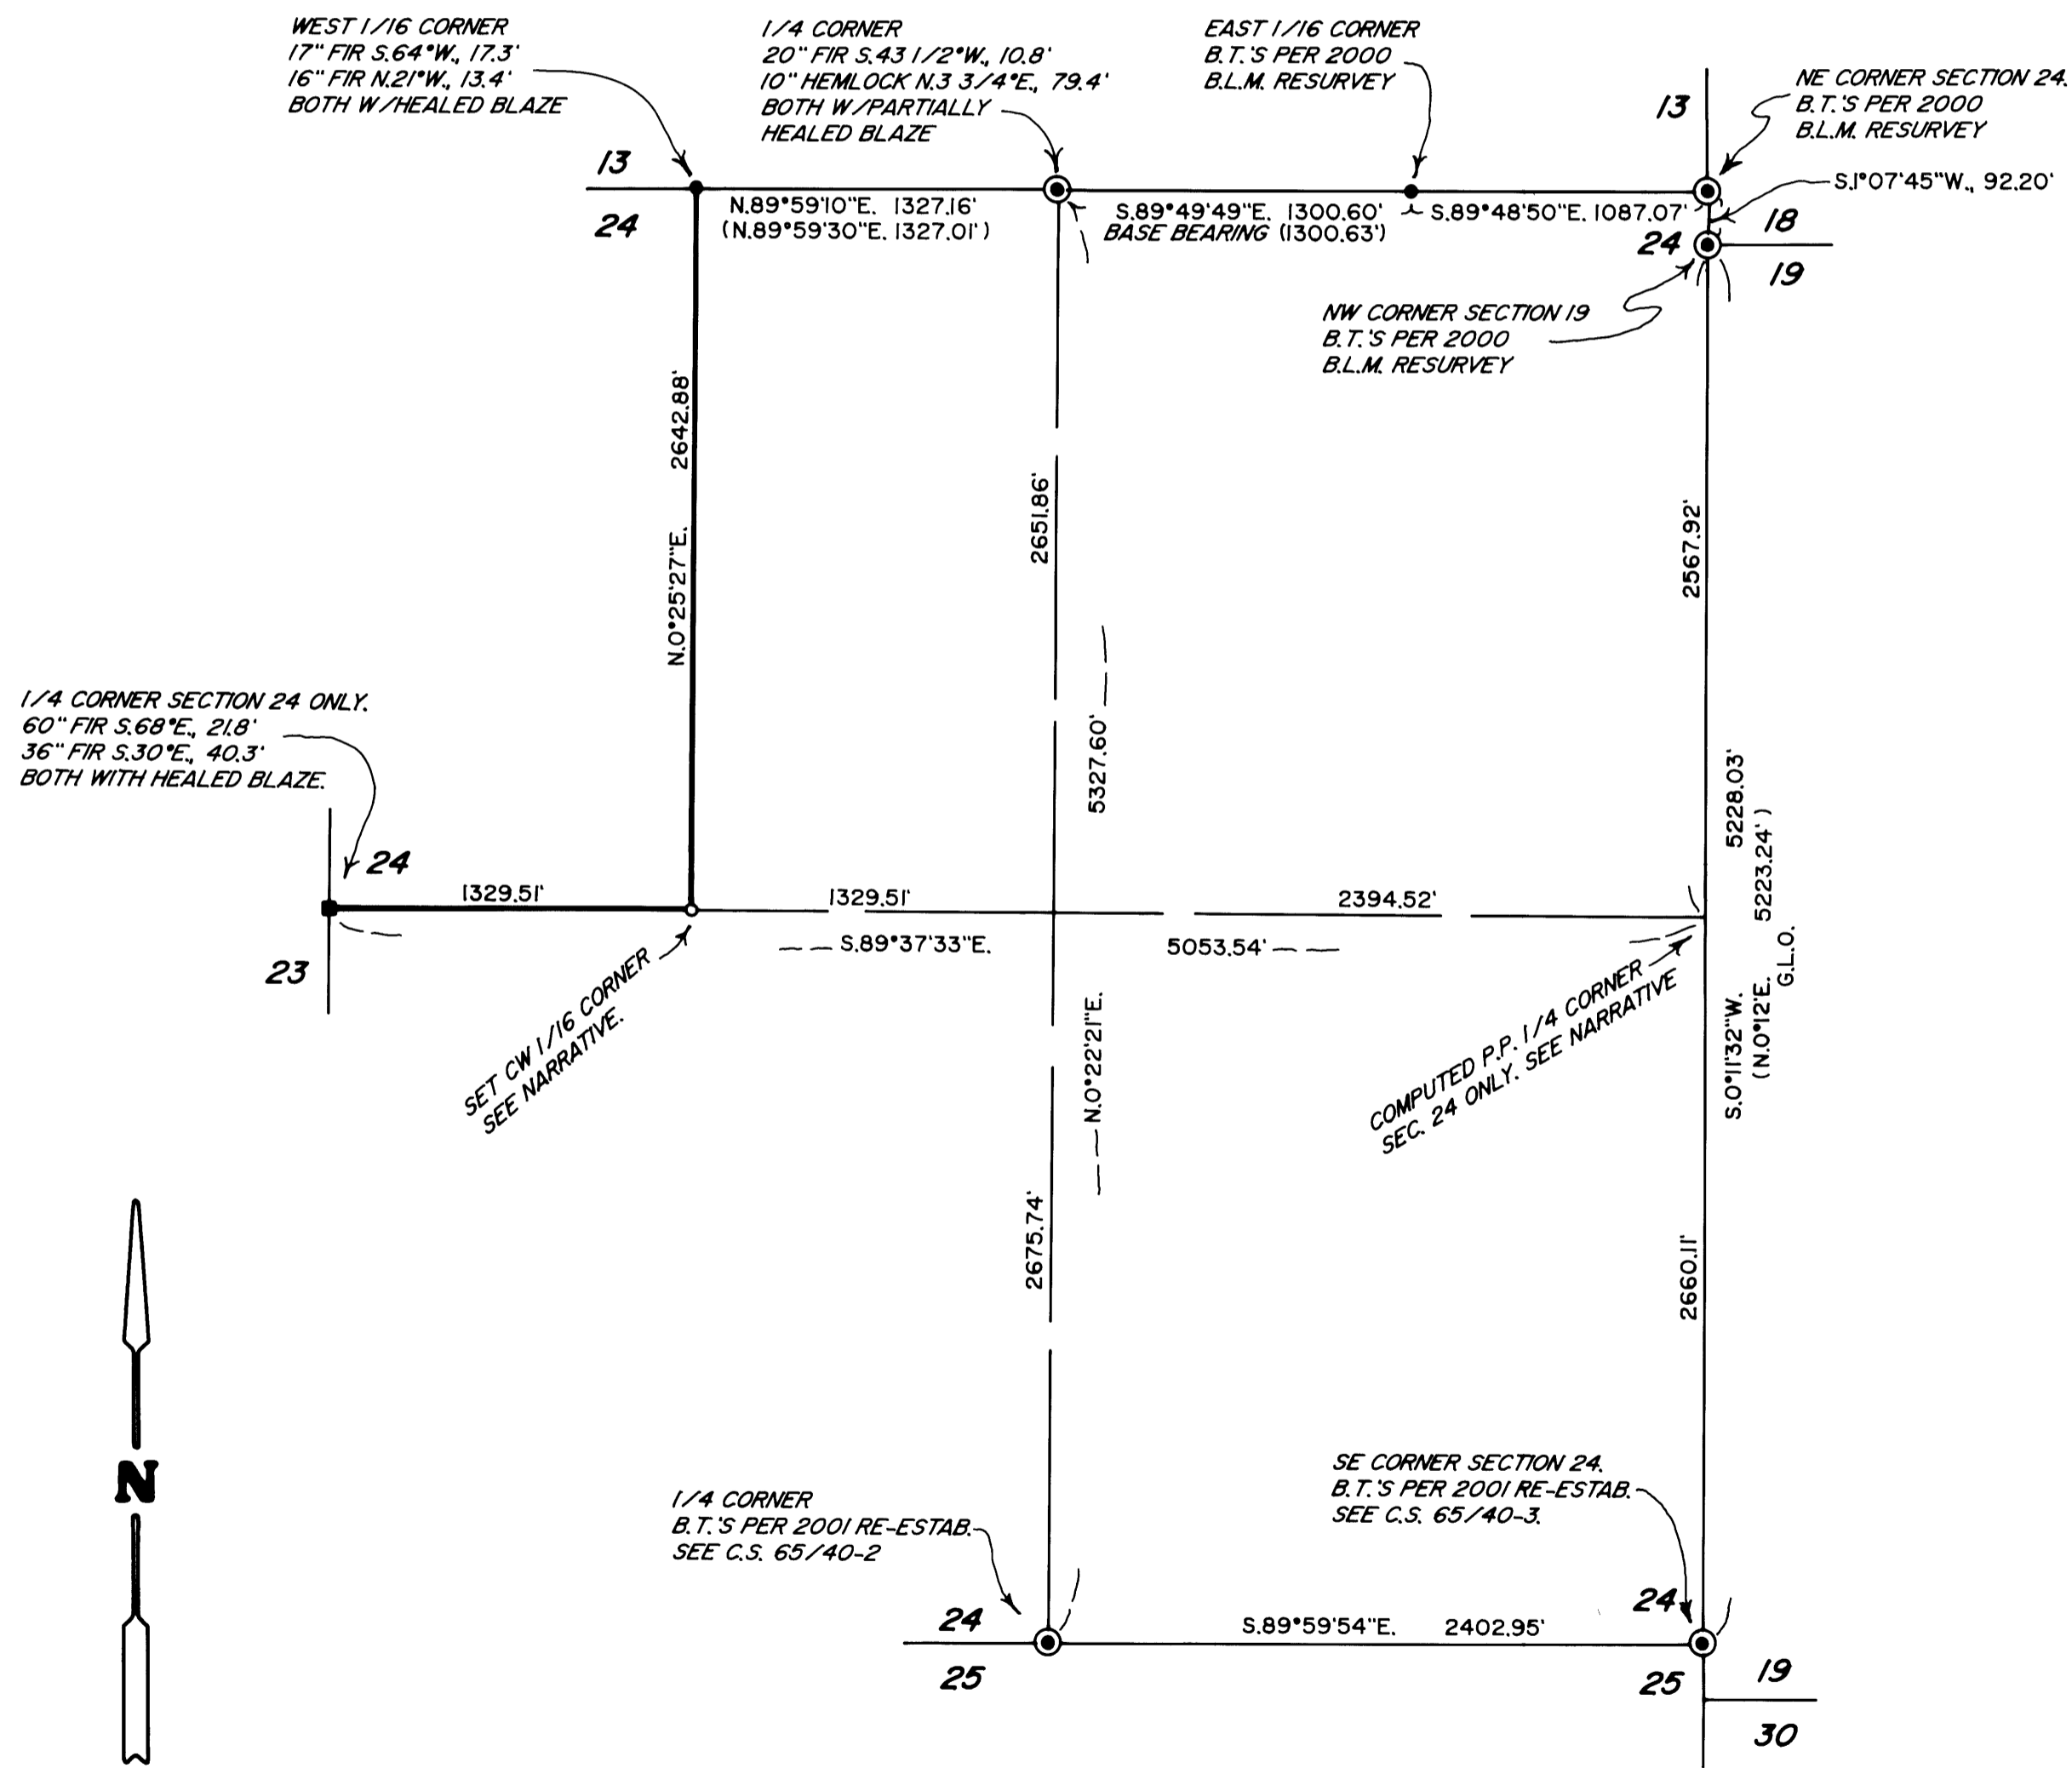 WEST 1/16 CORNER
17" FIR S.64°W., 17.3'
16" FIR N.21°W., 13.4'
BOTH W/HEALED BLAZE
1/4 CORNER
20" FIR S.43 1/2°W., 10.8'
10" HEMLOCK N.3 3/4°E., 79.4'
BOTH W/PARTIALLY
HEALED BLAZE
EAST 1/16 CORNER
B.T.'S PER 2000
B.L.M. RESURVEY
NE CORNER SECTION 24.
B.T.'S PER 2000
B.L.M. RESURVEY
13
13
24
N.89°59'10"E. 1327.16'
(N.89°59'30"E. 1327.01')
S.89°49'49"E. 1300.60'
BASE BEARING (1300.63')
S.89°48'50"E. 1087.07'
S.1°07'45"W., 92.20'
18
24
19
NW CORNER SECTION 19
B.T.'S PER 2000
B.L.M. RESURVEY
N.0°25'27"E. 2642.88'
2651.86'
2567.92'
5327.60'
N.0°22'21"E.
S.0°11'32"W. 5228.03'
(N.0°12'E. 5223.24')
G.L.O.
1/4 CORNER SECTION 24 ONLY.
60" FIR S.68°E., 21.8'
36" FIR S.30°E., 40.3'
BOTH WITH HEALED BLAZE.
24
23
1329.51'
1329.51'
2394.52'
S.89°37'33"E. 5053.54'
SET CW 1/16 CORNER
SEE NARRATIVE.
COMPUTED P.P. 1/4 CORNER
SEC. 24 ONLY. SEE NARRATIVE
2675.74'
2660.11'
N
1/4 CORNER
B.T.'S PER 2001 RE-ESTAB.
SEE C.S. 65/40-2
SE CORNER SECTION 24.
B.T.'S PER 2001 RE-ESTAB.
SEE C.S. 65/40-3.
24
25
S.89°59'54"E. 2402.95'
24
25
19
30